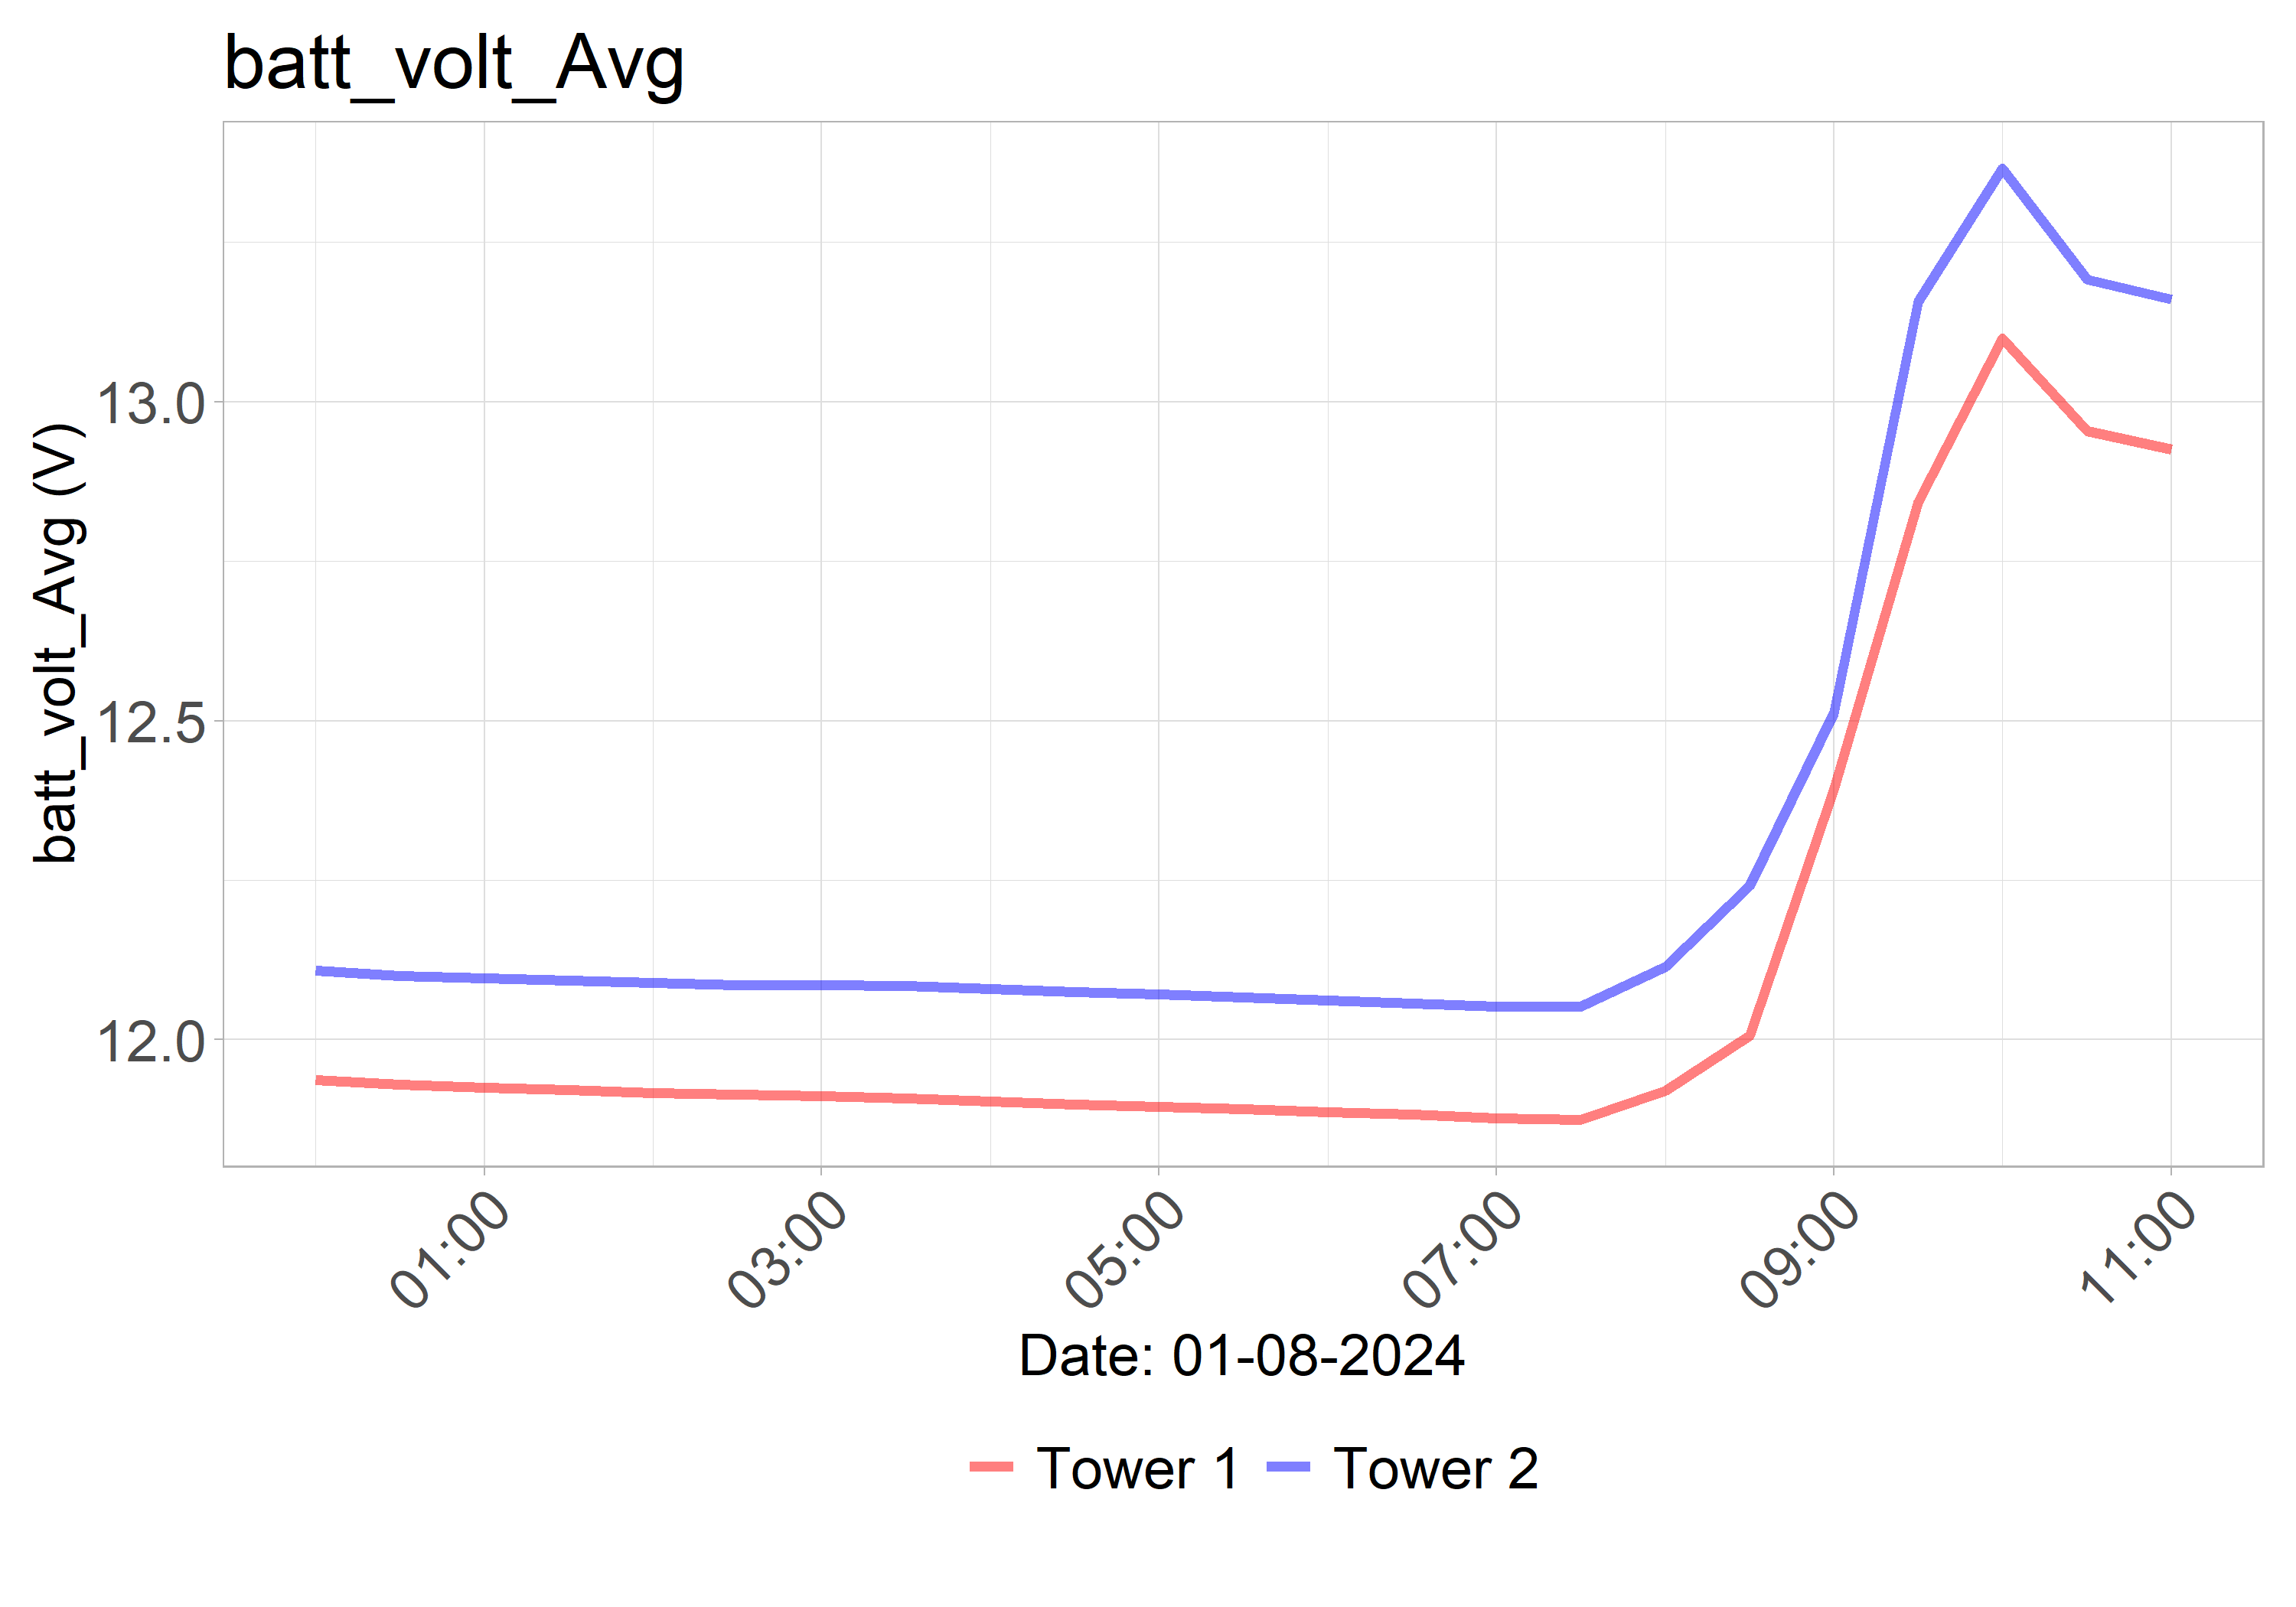 batt_volt_Avg
batt_volt_Avg (V)
13.0
12.5
12.0
01:00
03:00
05:00
07:00
09:00
11:00
Date: 01-08-2024
Tower 1
Tower 2